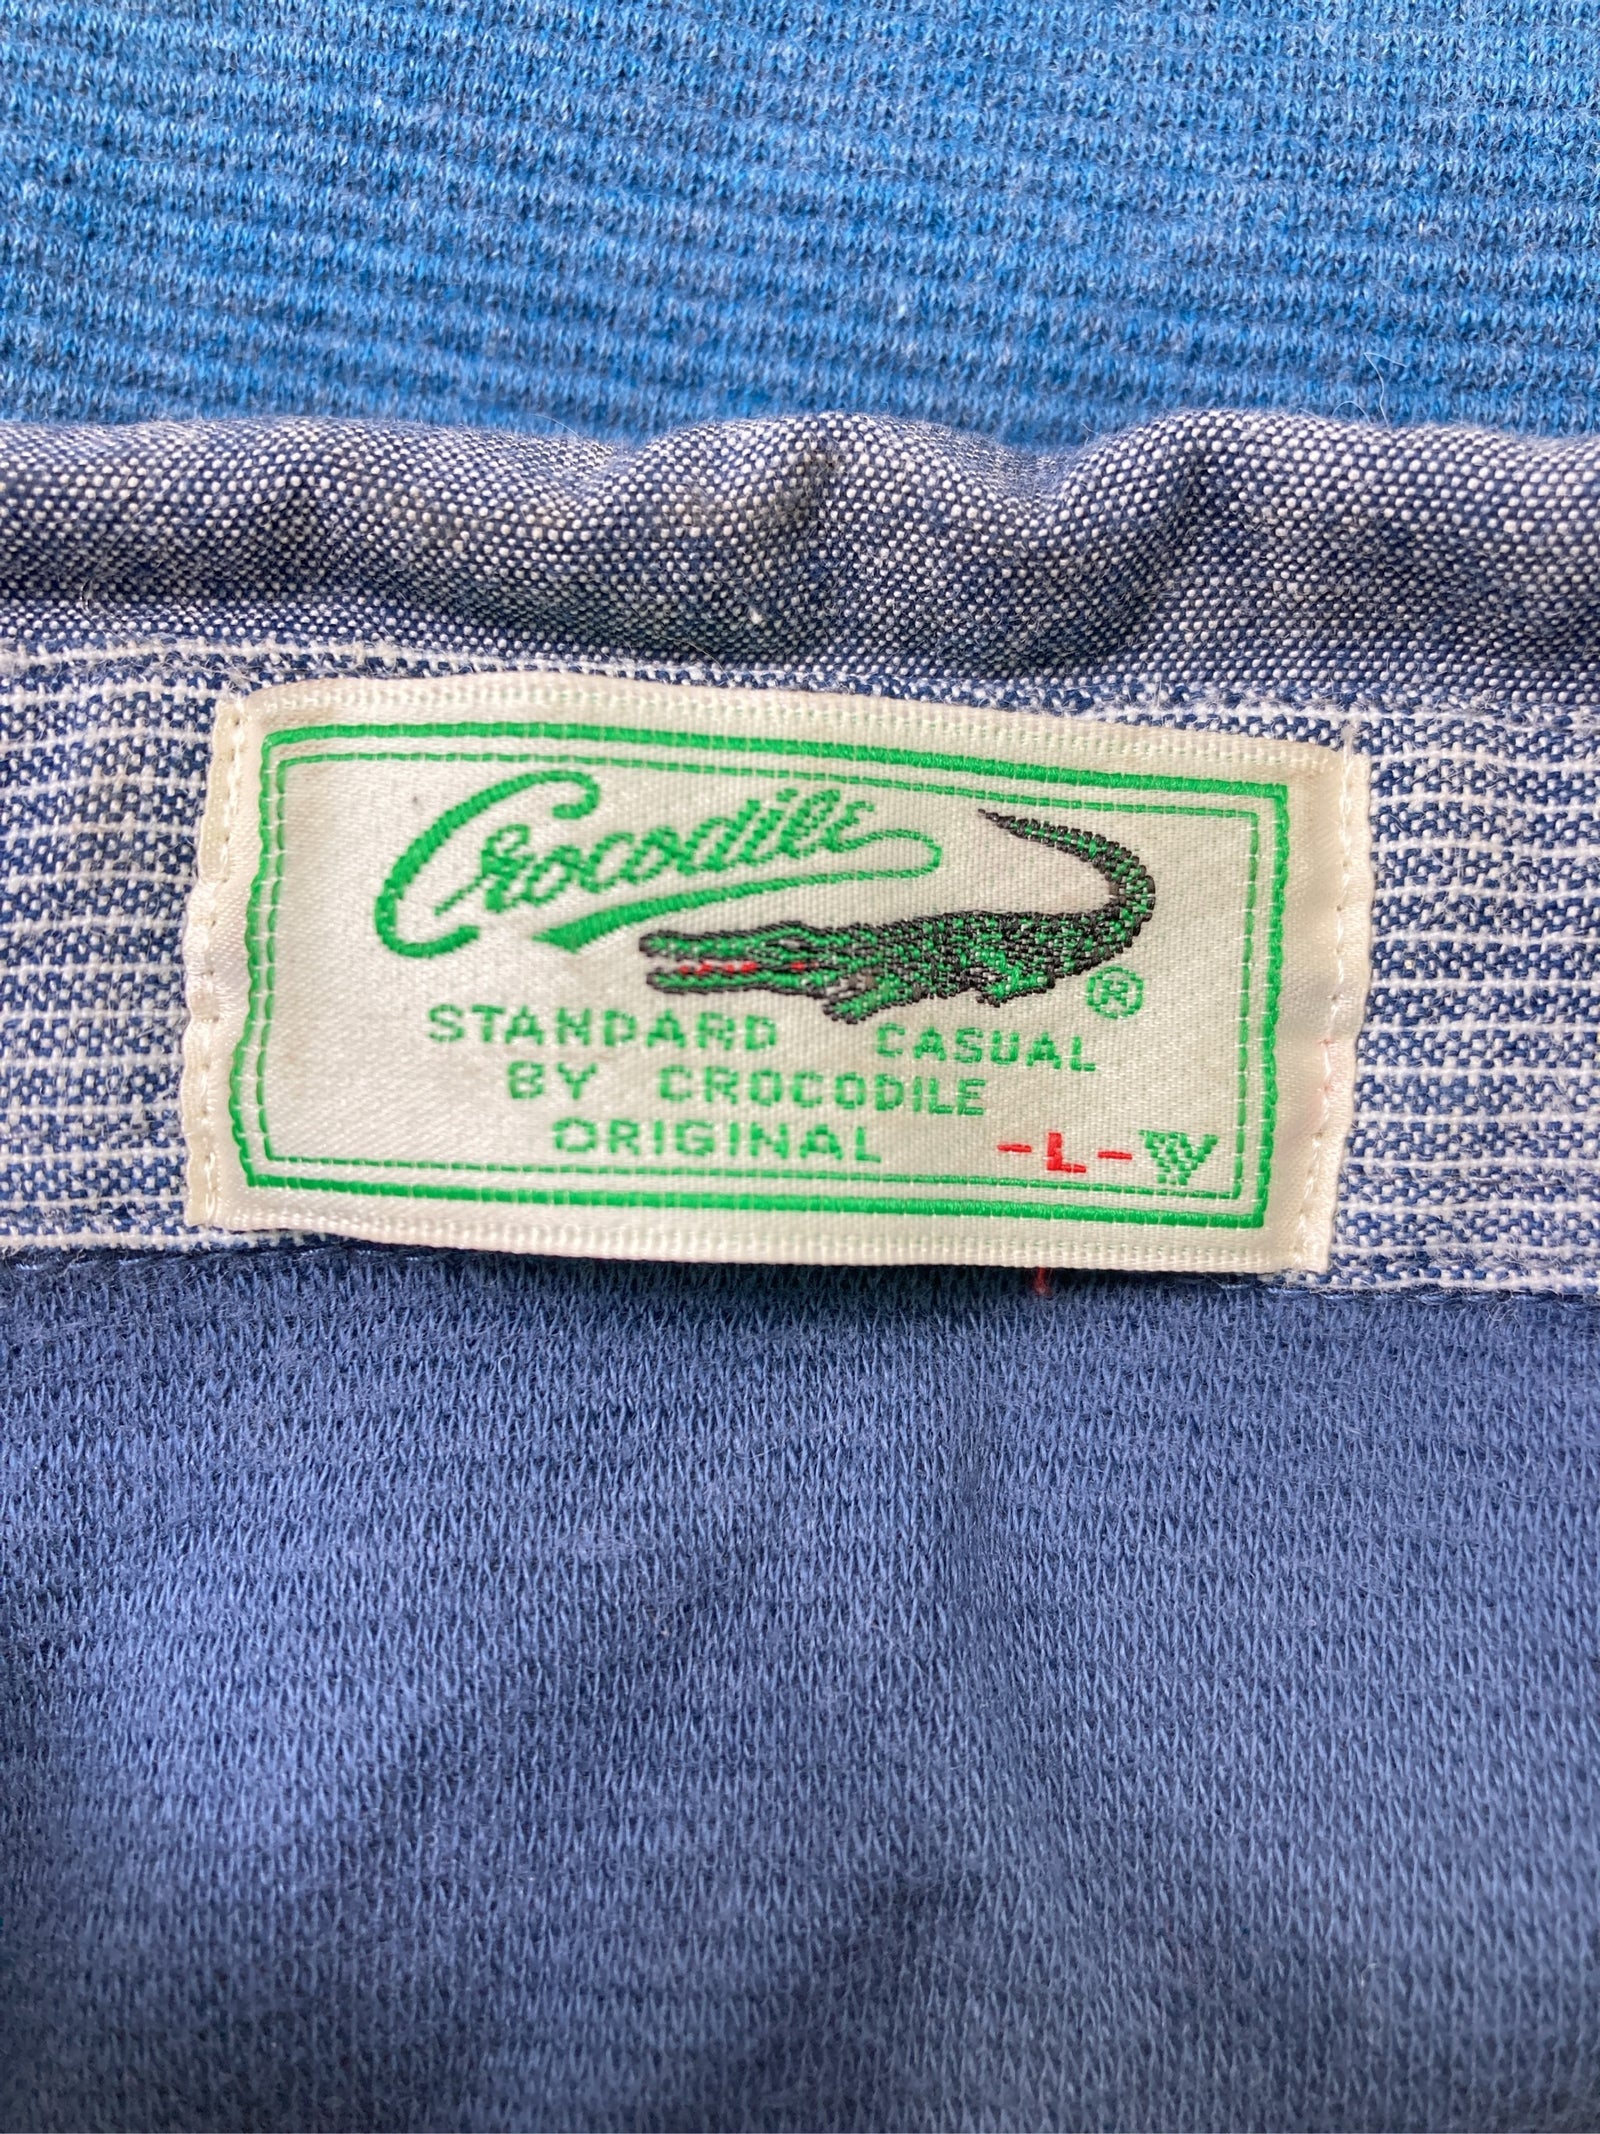 Crocodile
®
STANDARD CASUAL
BY CROCODILE
ORIGINAL -L-